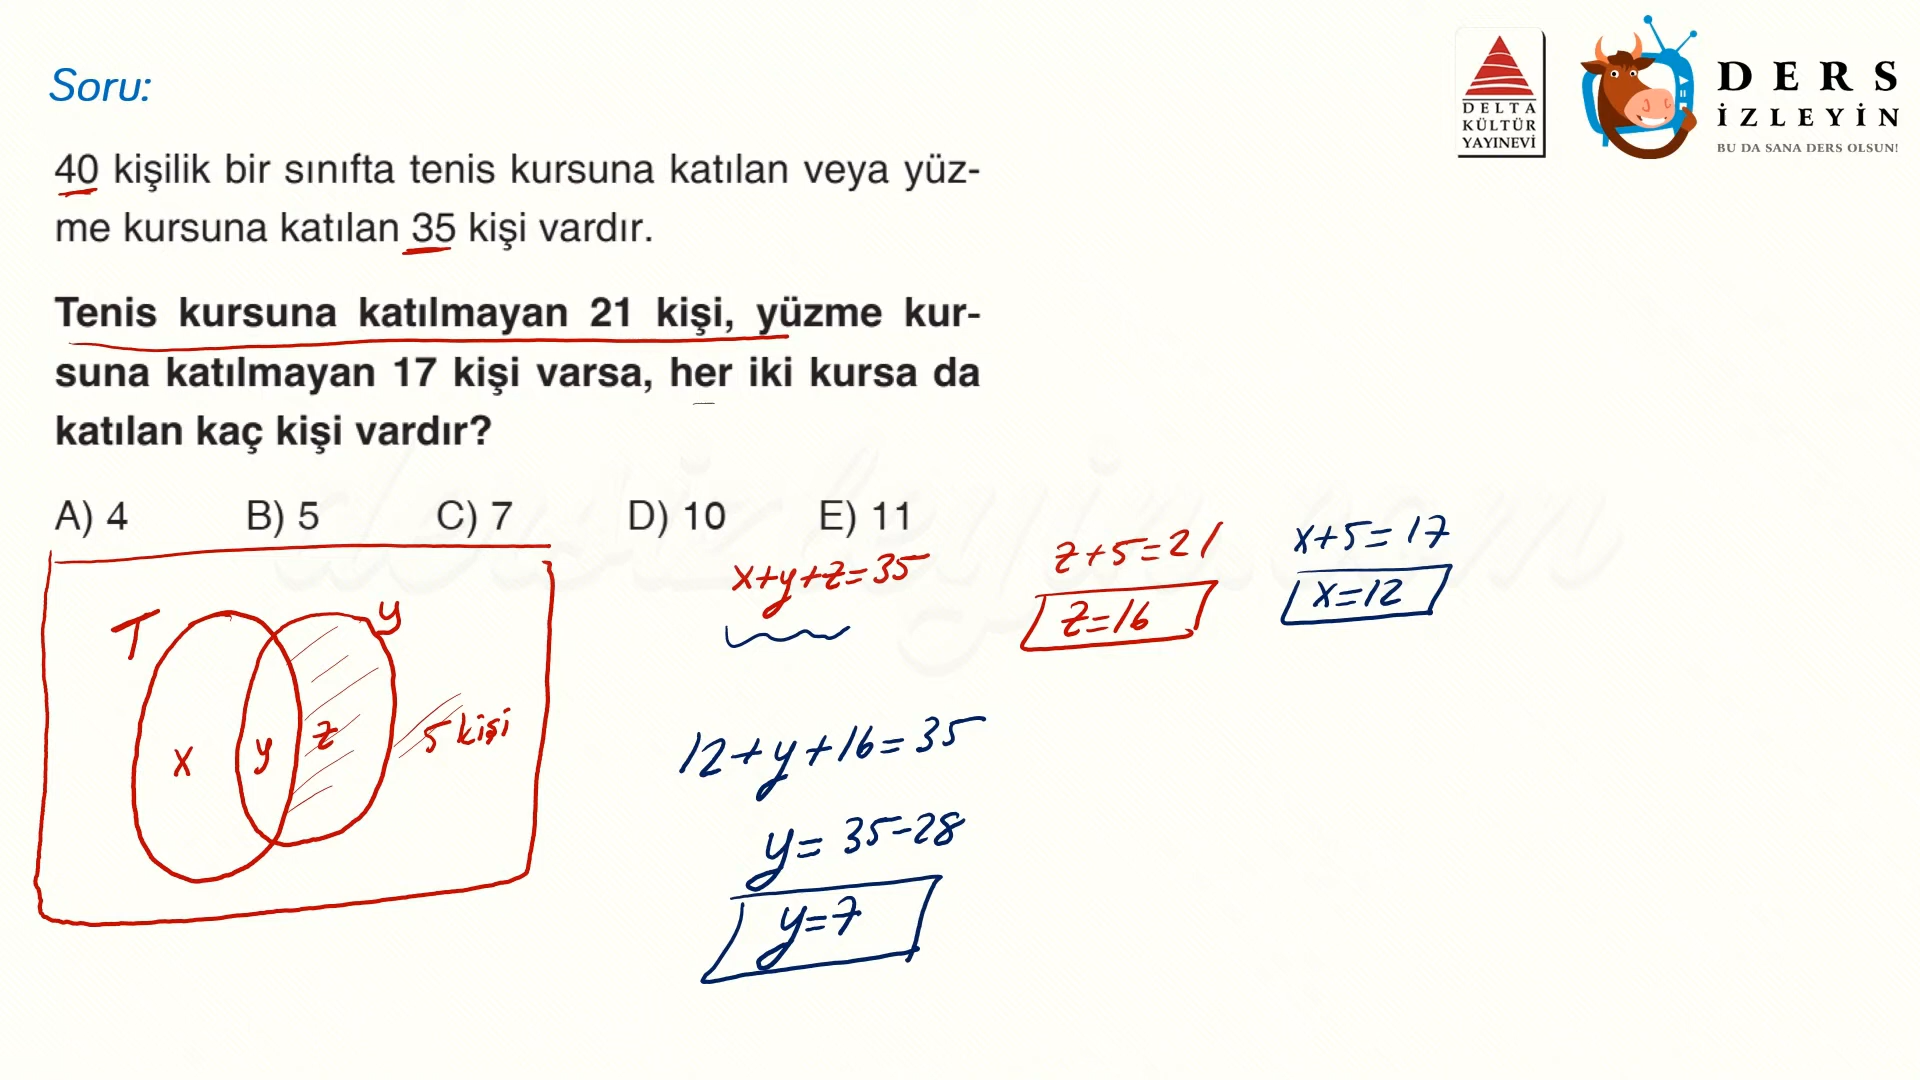 Soru:
40 kişilik bir sınıfta tenis kursuna katılan veya yüz-
me kursuna katılan 35 kişi vardır.
Tenis kursuna katılmayan 21 kişi, yüzme kur-
suna katılmayan 17 kişi varsa, her iki kursa da
katılan kaç kişi vardır?
A) 4 B) 5 C) 7 D) 10 E) 11
DELTA
KÜLTÜR
YAYINEVİ
DERS
İZLEYİN
BU DA SANA DERS OLSUN!
T
y
x
y
z
5 kişi
x+y+z=35
z+5=21
z=16
x+5=17
x=12
12+y+16=35
y=35-28
y=7
dersizleyin.com